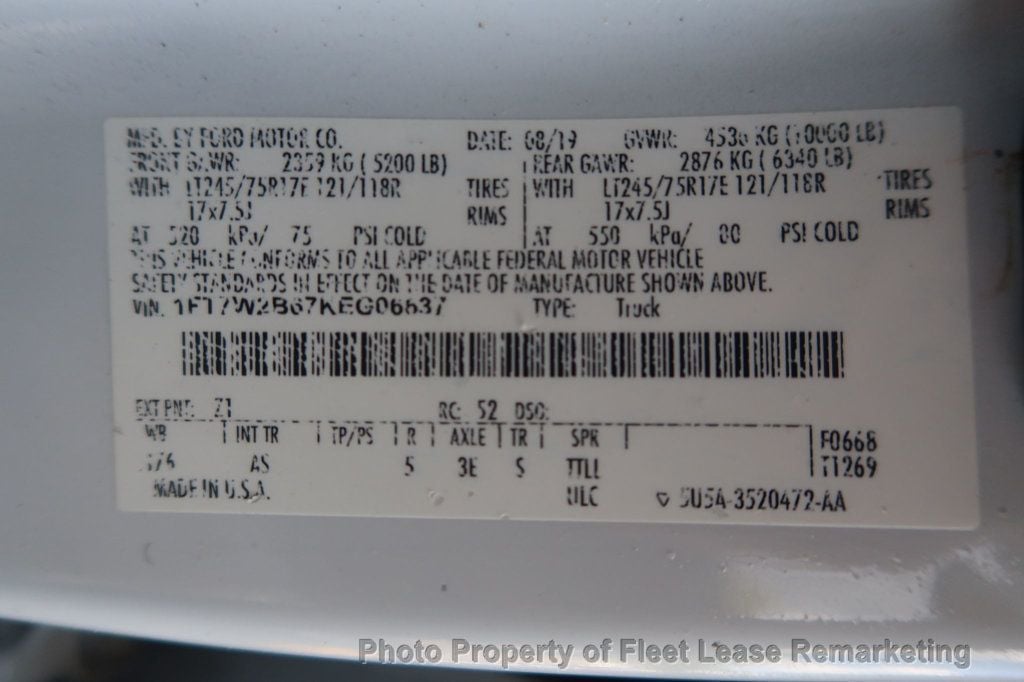 MFD. BY FORD MOTOR CO. DATE: 08/19 GVWR: 4536 KG (10000 LB)
FRONT GAWR: 2359 KG (5200 LB) REAR GAWR: 2876 KG (6340 LB)
WITH LT245/75R17E 121/118R TIRES WITH LT245/75R17E 121/118R TIRES
17x7.5J RIMS 17x7.5J RIMS
AT 520 kPa/ 75 PSI COLD AT 550 kPa/ 80 PSI COLD
THIS VEHICLE CONFORMS TO ALL APPLICABLE FEDERAL MOTOR VEHICLE
SAFETY STANDARDS IN EFFECT ON THE DATE OF MANUFACTURE SHOWN ABOVE.
VIN: 1FT7W2B67KEG06637 TYPE: Truck
EXT PNT: Z1 RC: 52 DSO:
WB INT TR TP/PS R AXLE TR SPR F0668
176 AS 5 3E S TTLL T1269
MADE IN U.S.A. ULC 5U5A-3520472-AA
Photo Property of Fleet Lease Remarketing